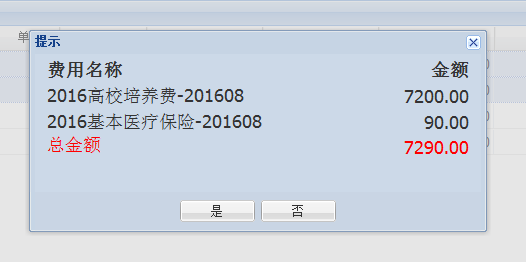 单
提示
费用名称 金额
2016高校培养费-201608 7200.00
2016基本医疗保险-201608 90.00
总金额 7290.00
是 否